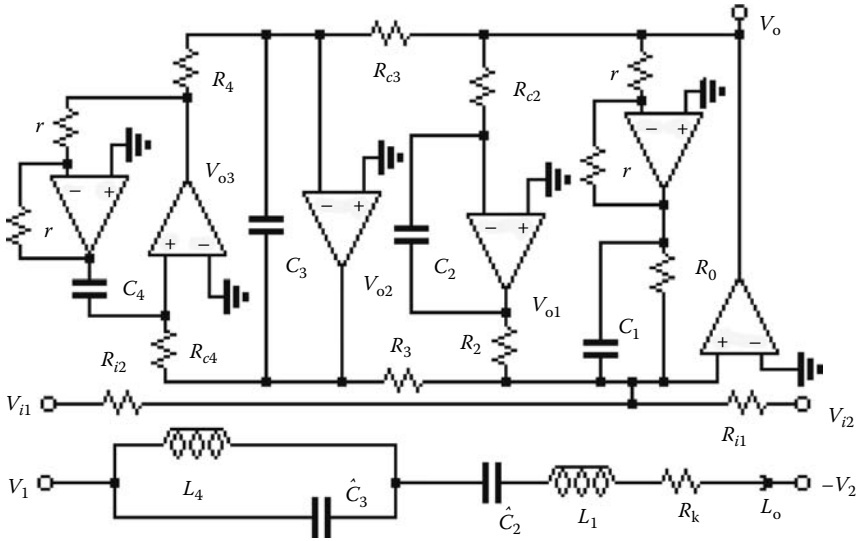 V_o
R_4
R_c3
R_c2
r
r
− +
r
− +
V_o3
r
− +
+ −
− +
− +
r
C_4
C_3
V_o2
C_2
V_o1
R_0
C_1
+ −
R_i2
R_c4
R_3
R_2
V_i1
R_i1
V_i2
V_1
L_4
Ĉ_3
Ĉ_2
L_1
R_k
L_o
−V_2